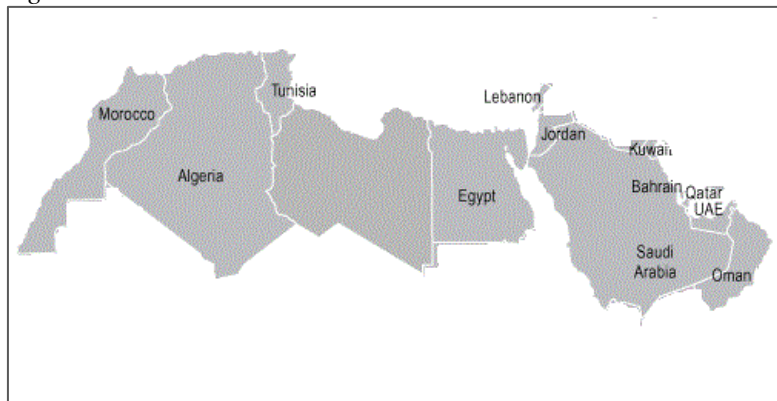 Morocco
Tunisia
Algeria
Egypt
Lebanon
Jordan
Kuwait
Bahrain
Qatar
UAE
Saudi
Arabia
Oman